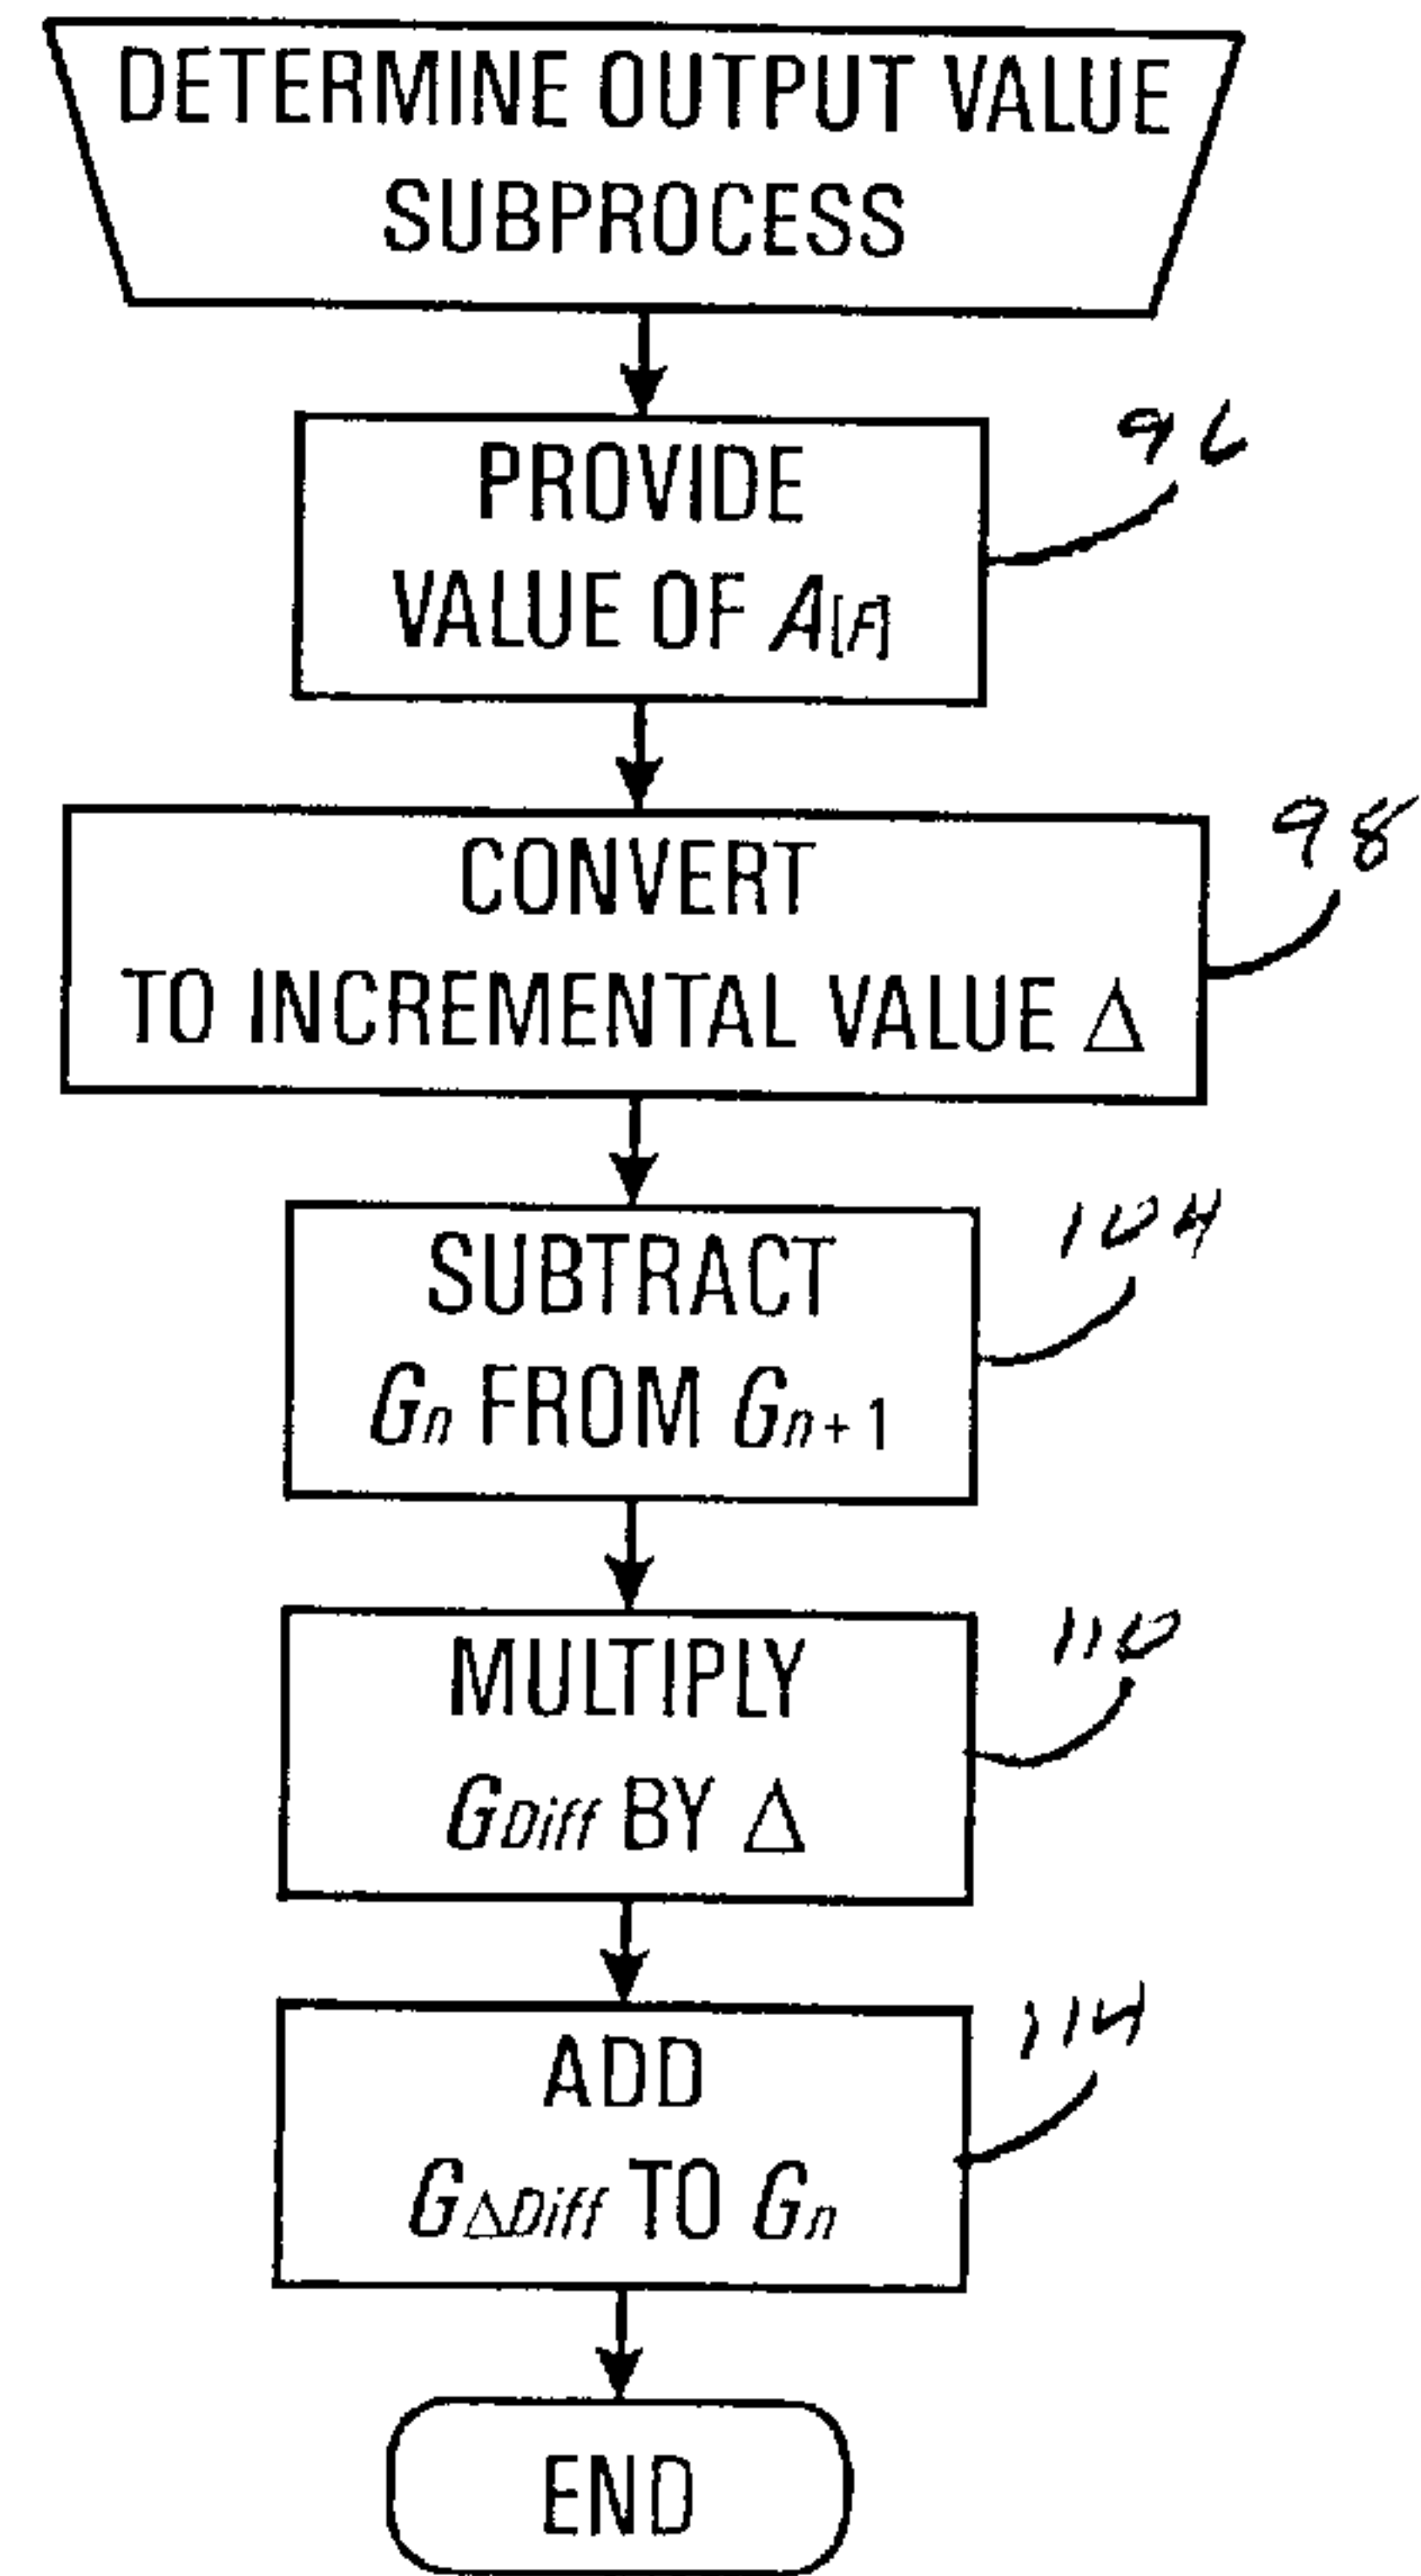 DETERMINE OUTPUT VALUE
SUBPROCESS
PROVIDE
VALUE OF A[F]
96
CONVERT
TO INCREMENTAL VALUE Δ
98
SUBTRACT
Gn FROM Gn+1
104
MULTIPLY
GDiff BY Δ
110
ADD
GΔDiff TO Gn
114
END